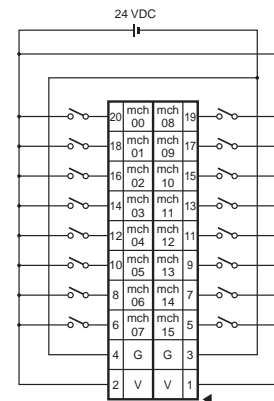 24 VDC
20 mch 00 mch 08 19
18 mch 01 mch 09 17
16 mch 02 mch 10 15
14 mch 03 mch 11 13
12 mch 04 mch 12 11
10 mch 05 mch 13 9
8 mch 06 mch 14 7
6 mch 07 mch 15 5
4 G G 3
2 V V 1